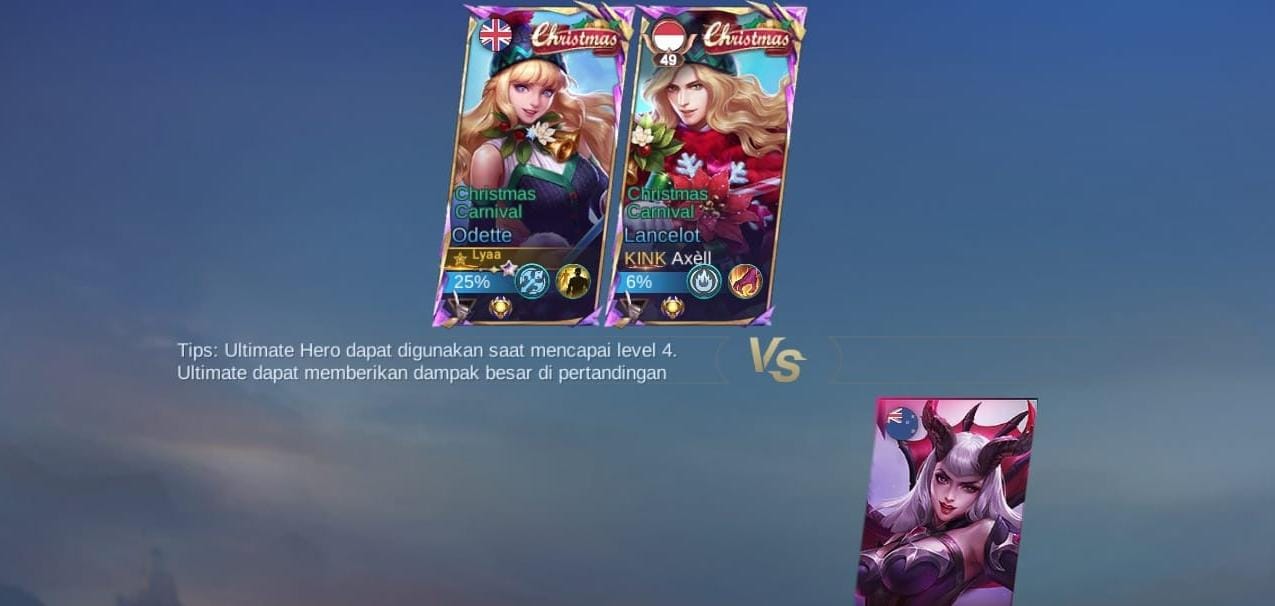 Christmas
Christmas
49
Christmas
Carnival
Odette
Lyaa
25%
Christmas
Carnival
Lancelot
KINK Axèll
6%
Tips: Ultimate Hero dapat digunakan saat mencapai level 4.
Ultimate dapat memberikan dampak besar di pertandingan
VS